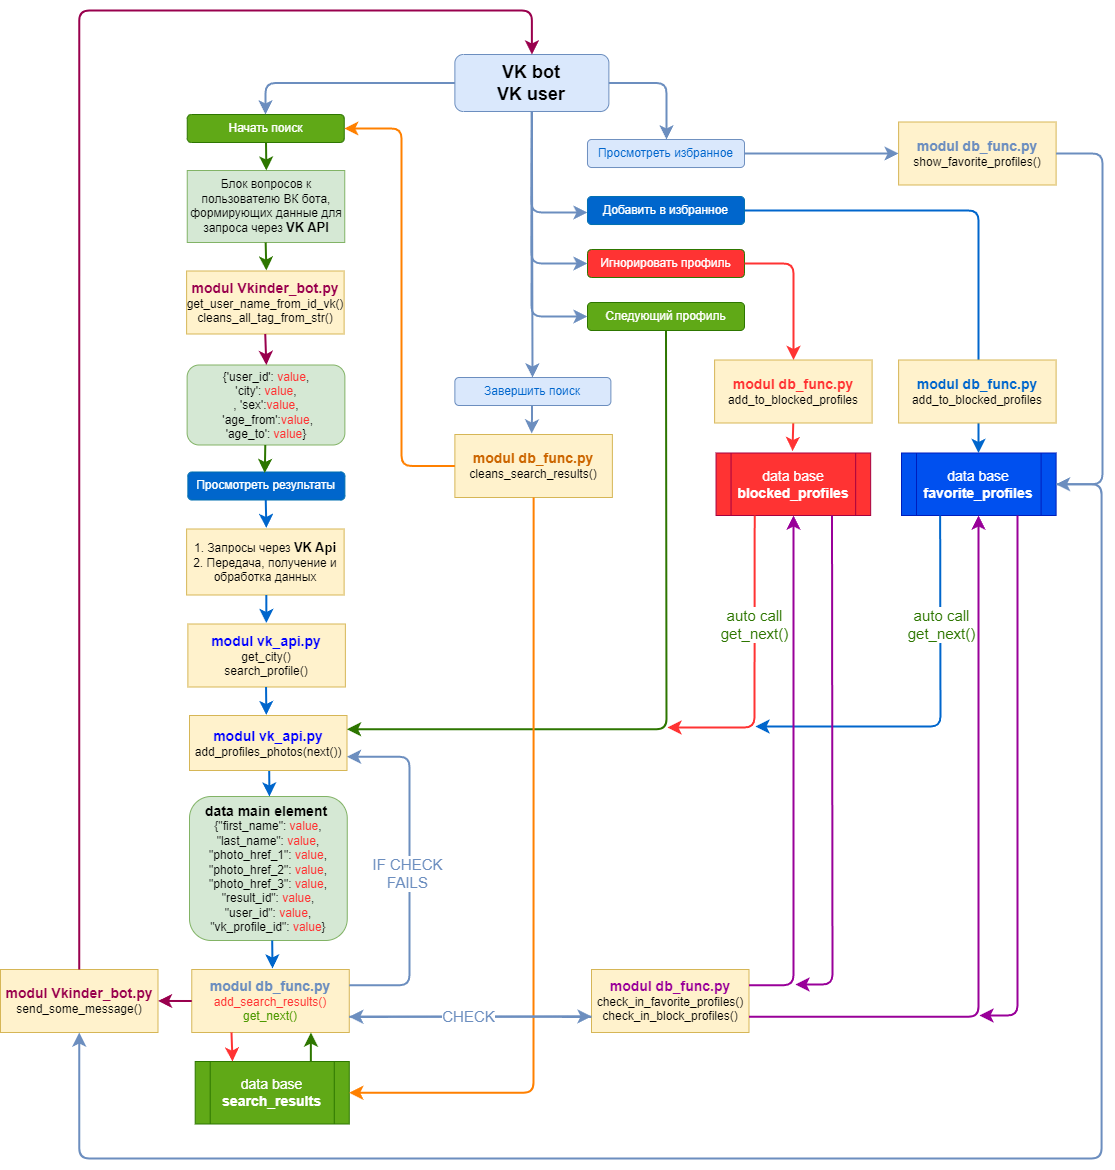 VK bot
VK user
Начать поиск
Блок вопросов к
пользователю ВК бота,
формирующих данные для
запроса через VK API
modul Vkinder_bot.py
get_user_name_from_id_vk()
cleans_all_tag_from_str()
{'user_id': value,
'city': value,
, 'sex':value,
'age_from':value,
'age_to': value}
Просмотреть результаты
1. Запросы через VK Api
2. Передача, получение и
обработка данных
modul vk_api.py
get_city()
search_profile()
modul vk_api.py
add_profiles_photos(next())
data main element
{"first_name": value,
"last_name": value,
"photo_href_1": value,
"photo_href_2": value,
"photo_href_3": value,
"result_id": value,
"user_id": value,
"vk_profile_id": value}
modul Vkinder_bot.py
send_some_message()
modul db_func.py
add_search_results()
get_next()
data base
search_results
IF CHECK
FAILS
CHECK
Просмотреть избранное
Добавить в избранное
Игнорировать профиль
Следующий профиль
Завершить поиск
modul db_func.py
cleans_search_results()
modul db_func.py
show_favorite_profiles()
modul db_func.py
add_to_blocked_profiles
modul db_func.py
add_to_blocked_profiles
data base
blocked_profiles
data base
favorite_profiles
auto call
get_next()
auto call
get_next()
modul db_func.py
check_in_favorite_profiles()
check_in_block_profiles()